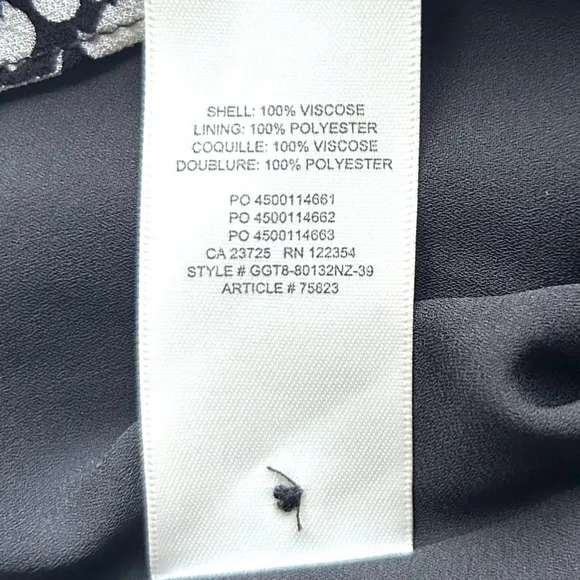 SHELL: 100% VISCOSE
LINING: 100% POLYESTER
COQUILLE: 100% VISCOSE
DOUBLURE: 100% POLYESTER
PO 4500114661
PO 4500114662
PO 4500114663
CA 23725 RN 122354
STYLE # GGT8-80132NZ-39
ARTICLE # 75823